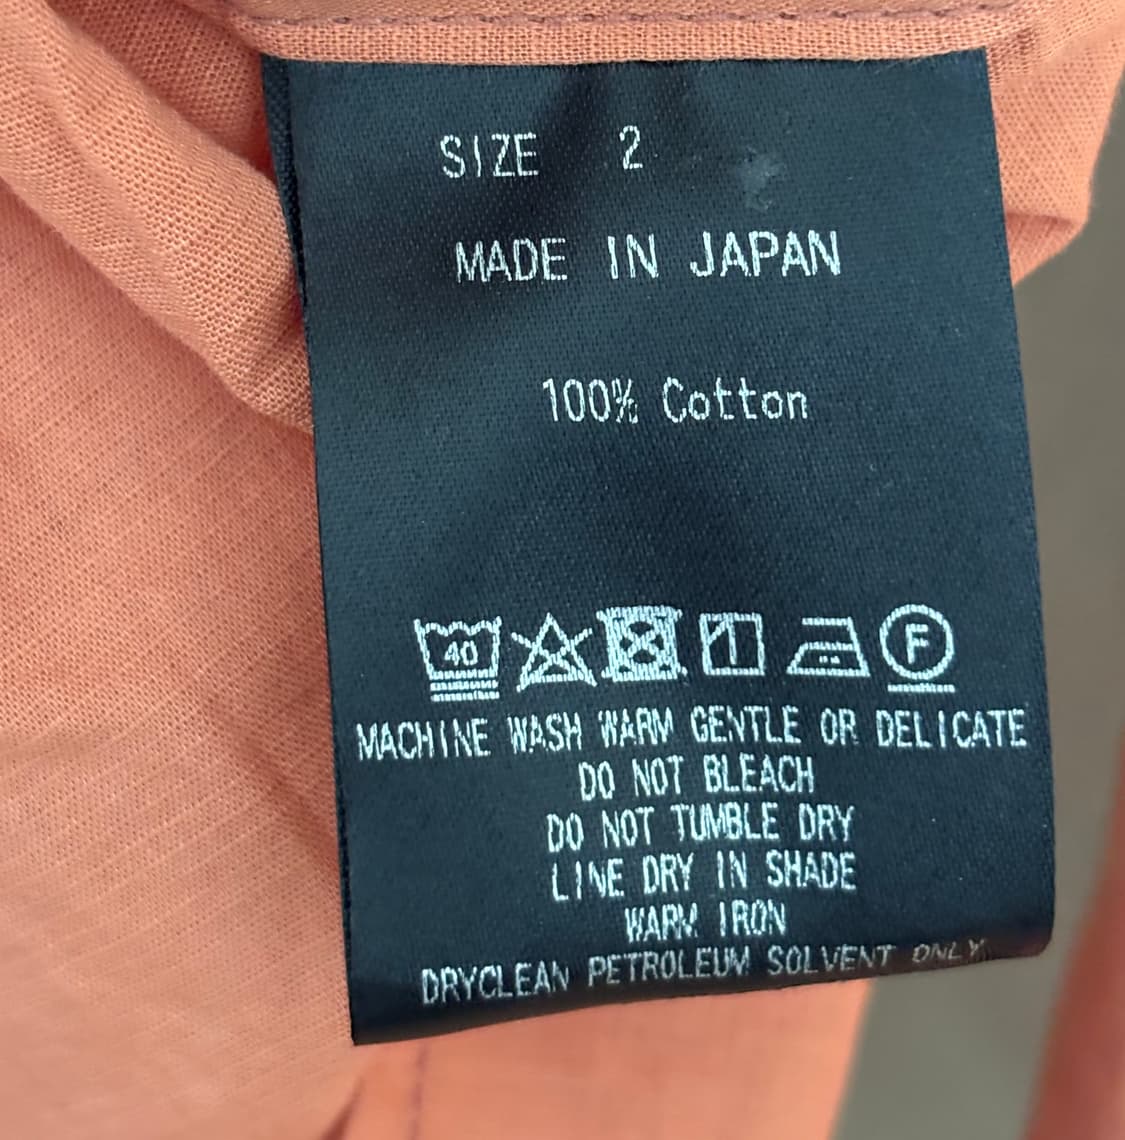 SIZE 2
MADE IN JAPAN
100% Cotton
40 F
MACHINE WASH WARM GENTLE OR DELICATE
DO NOT BLEACH
DO NOT TUMBLE DRY
LINE DRY IN SHADE
WARM IRON
DRYCLEAN PETROLEUM SOLVENT ONLY